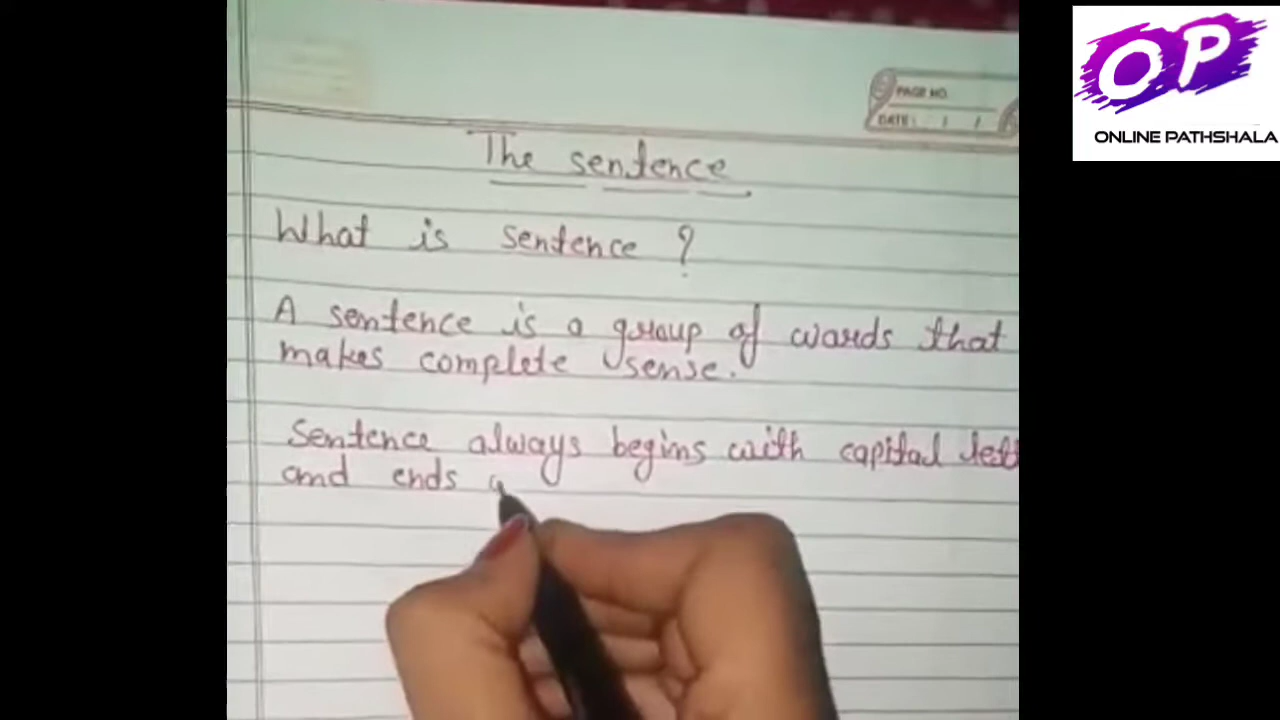 OP
ONLINE PATHSHALA
PAGE NO.
DATE: / /
The sentence
What is sentence ?
A sentence is a group of words that
makes complete sense.
Sentence always begins with capital lett
and ends